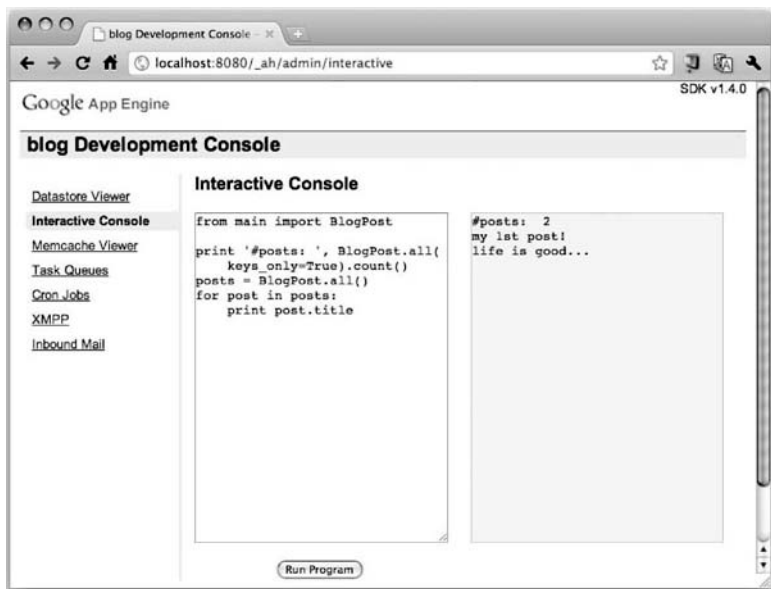 blog Development Console -
localhost:8080/_ah/admin/interactive
SDK v1.4.0
Google App Engine
blog Development Console
Datastore Viewer
Interactive Console
Memcache Viewer
Task Queues
Cron Jobs
XMPP
Inbound Mail
Interactive Console
from main import BlogPost
print '#posts: ', BlogPost.all(
    keys_only=True).count()
posts = BlogPost.all()
for post in posts:
    print post.title
#posts:  2
my 1st post!
life is good...
Run Program